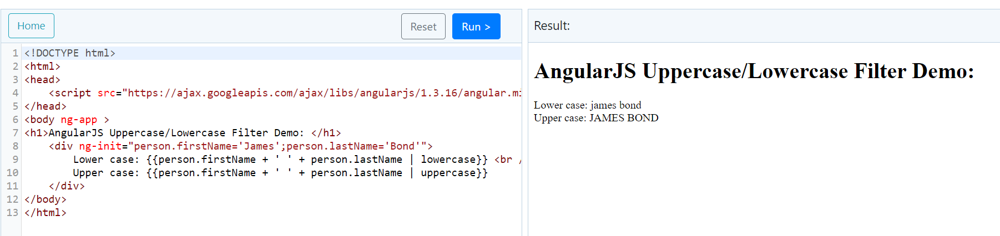 Home
Reset
Run >
1 <!DOCTYPE html>
2 <html>
3 <head>
4     <script src="https://ajax.googleapis.com/ajax/libs/angularjs/1.3.16/angular.mi
5 </head>
6 <body ng-app >
7 <h1>AngularJS Uppercase/Lowercase Filter Demo: </h1>
8     <div ng-init="person.firstName='James';person.lastName='Bond'">
9         Lower case: {{person.firstName + ' ' + person.lastName | lowercase}} <br /
10         Upper case: {{person.firstName + ' ' + person.lastName | uppercase}}
11     </div>
12 </body>
13 </html>
Result:
AngularJS Uppercase/Lowercase Filter Demo:
Lower case: james bond
Upper case: JAMES BOND